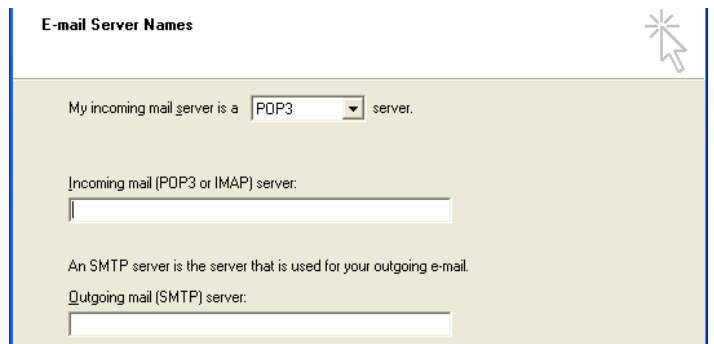 E-mail Server Names
My incoming mail server is a POP3 server.
Incoming mail (POP3 or IMAP) server:
An SMTP server is the server that is used for your outgoing e-mail.
Outgoing mail (SMTP) server: